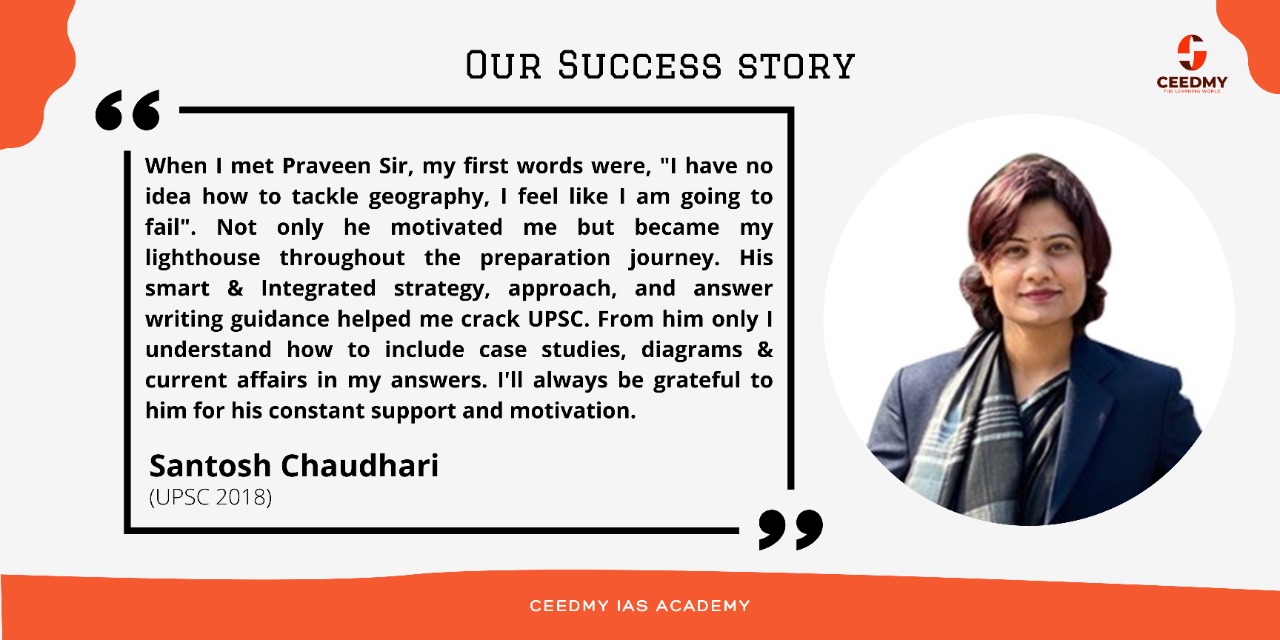 Our Success story
CEEDMY
THE LEARNING WORLD
When I met Praveen Sir, my first words were, "I have no
idea how to tackle geography, I feel like I am going to
fail". Not only he motivated me but became my
lighthouse throughout the preparation journey. His
smart & Integrated strategy, approach, and answer
writing guidance helped me crack UPSC. From him only I
understand how to include case studies, diagrams &
current affairs in my answers. I'll always be grateful to
him for his constant support and motivation.
Santosh Chaudhari
(UPSC 2018)
CEEDMY IAS ACADEMY